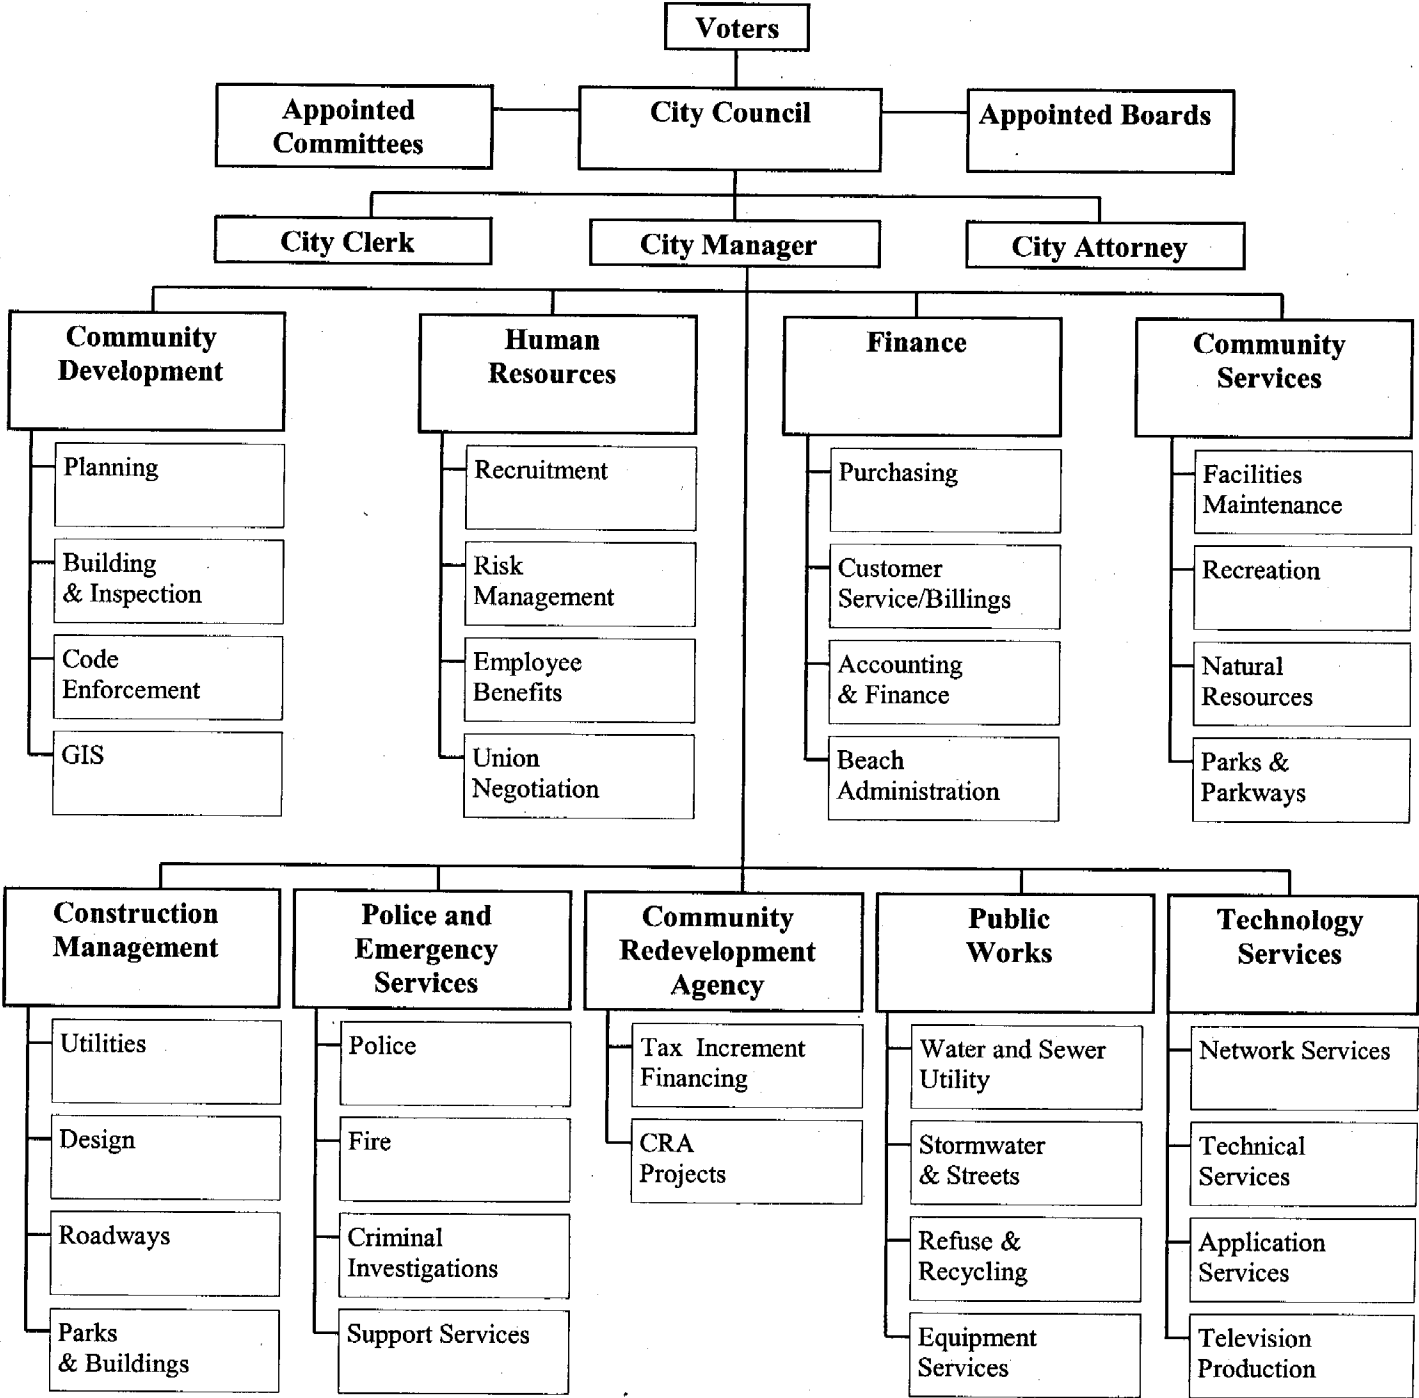 Voters
Appointed
Committees
City Council
Appointed Boards
City Clerk
City Manager
City Attorney
Community
Development
Human
Resources
Finance
Community
Services
Planning
Building
& Inspection
Code
Enforcement
GIS
Recruitment
Risk
Management
Employee
Benefits
Union
Negotiation
Purchasing
Customer
Service/Billings
Accounting
& Finance
Beach
Administration
Facilities
Maintenance
Recreation
Natural
Resources
Parks &
Parkways
Construction
Management
Police and
Emergency
Services
Community
Redevelopment
Agency
Public
Works
Technology
Services
Utilities
Design
Roadways
Parks
& Buildings
Police
Fire
Criminal
Investigations
Support Services
Tax Increment
Financing
CRA
Projects
Water and Sewer
Utility
Stormwater
& Streets
Refuse &
Recycling
Equipment
Services
Network Services
Technical
Services
Application
Services
Television
Production